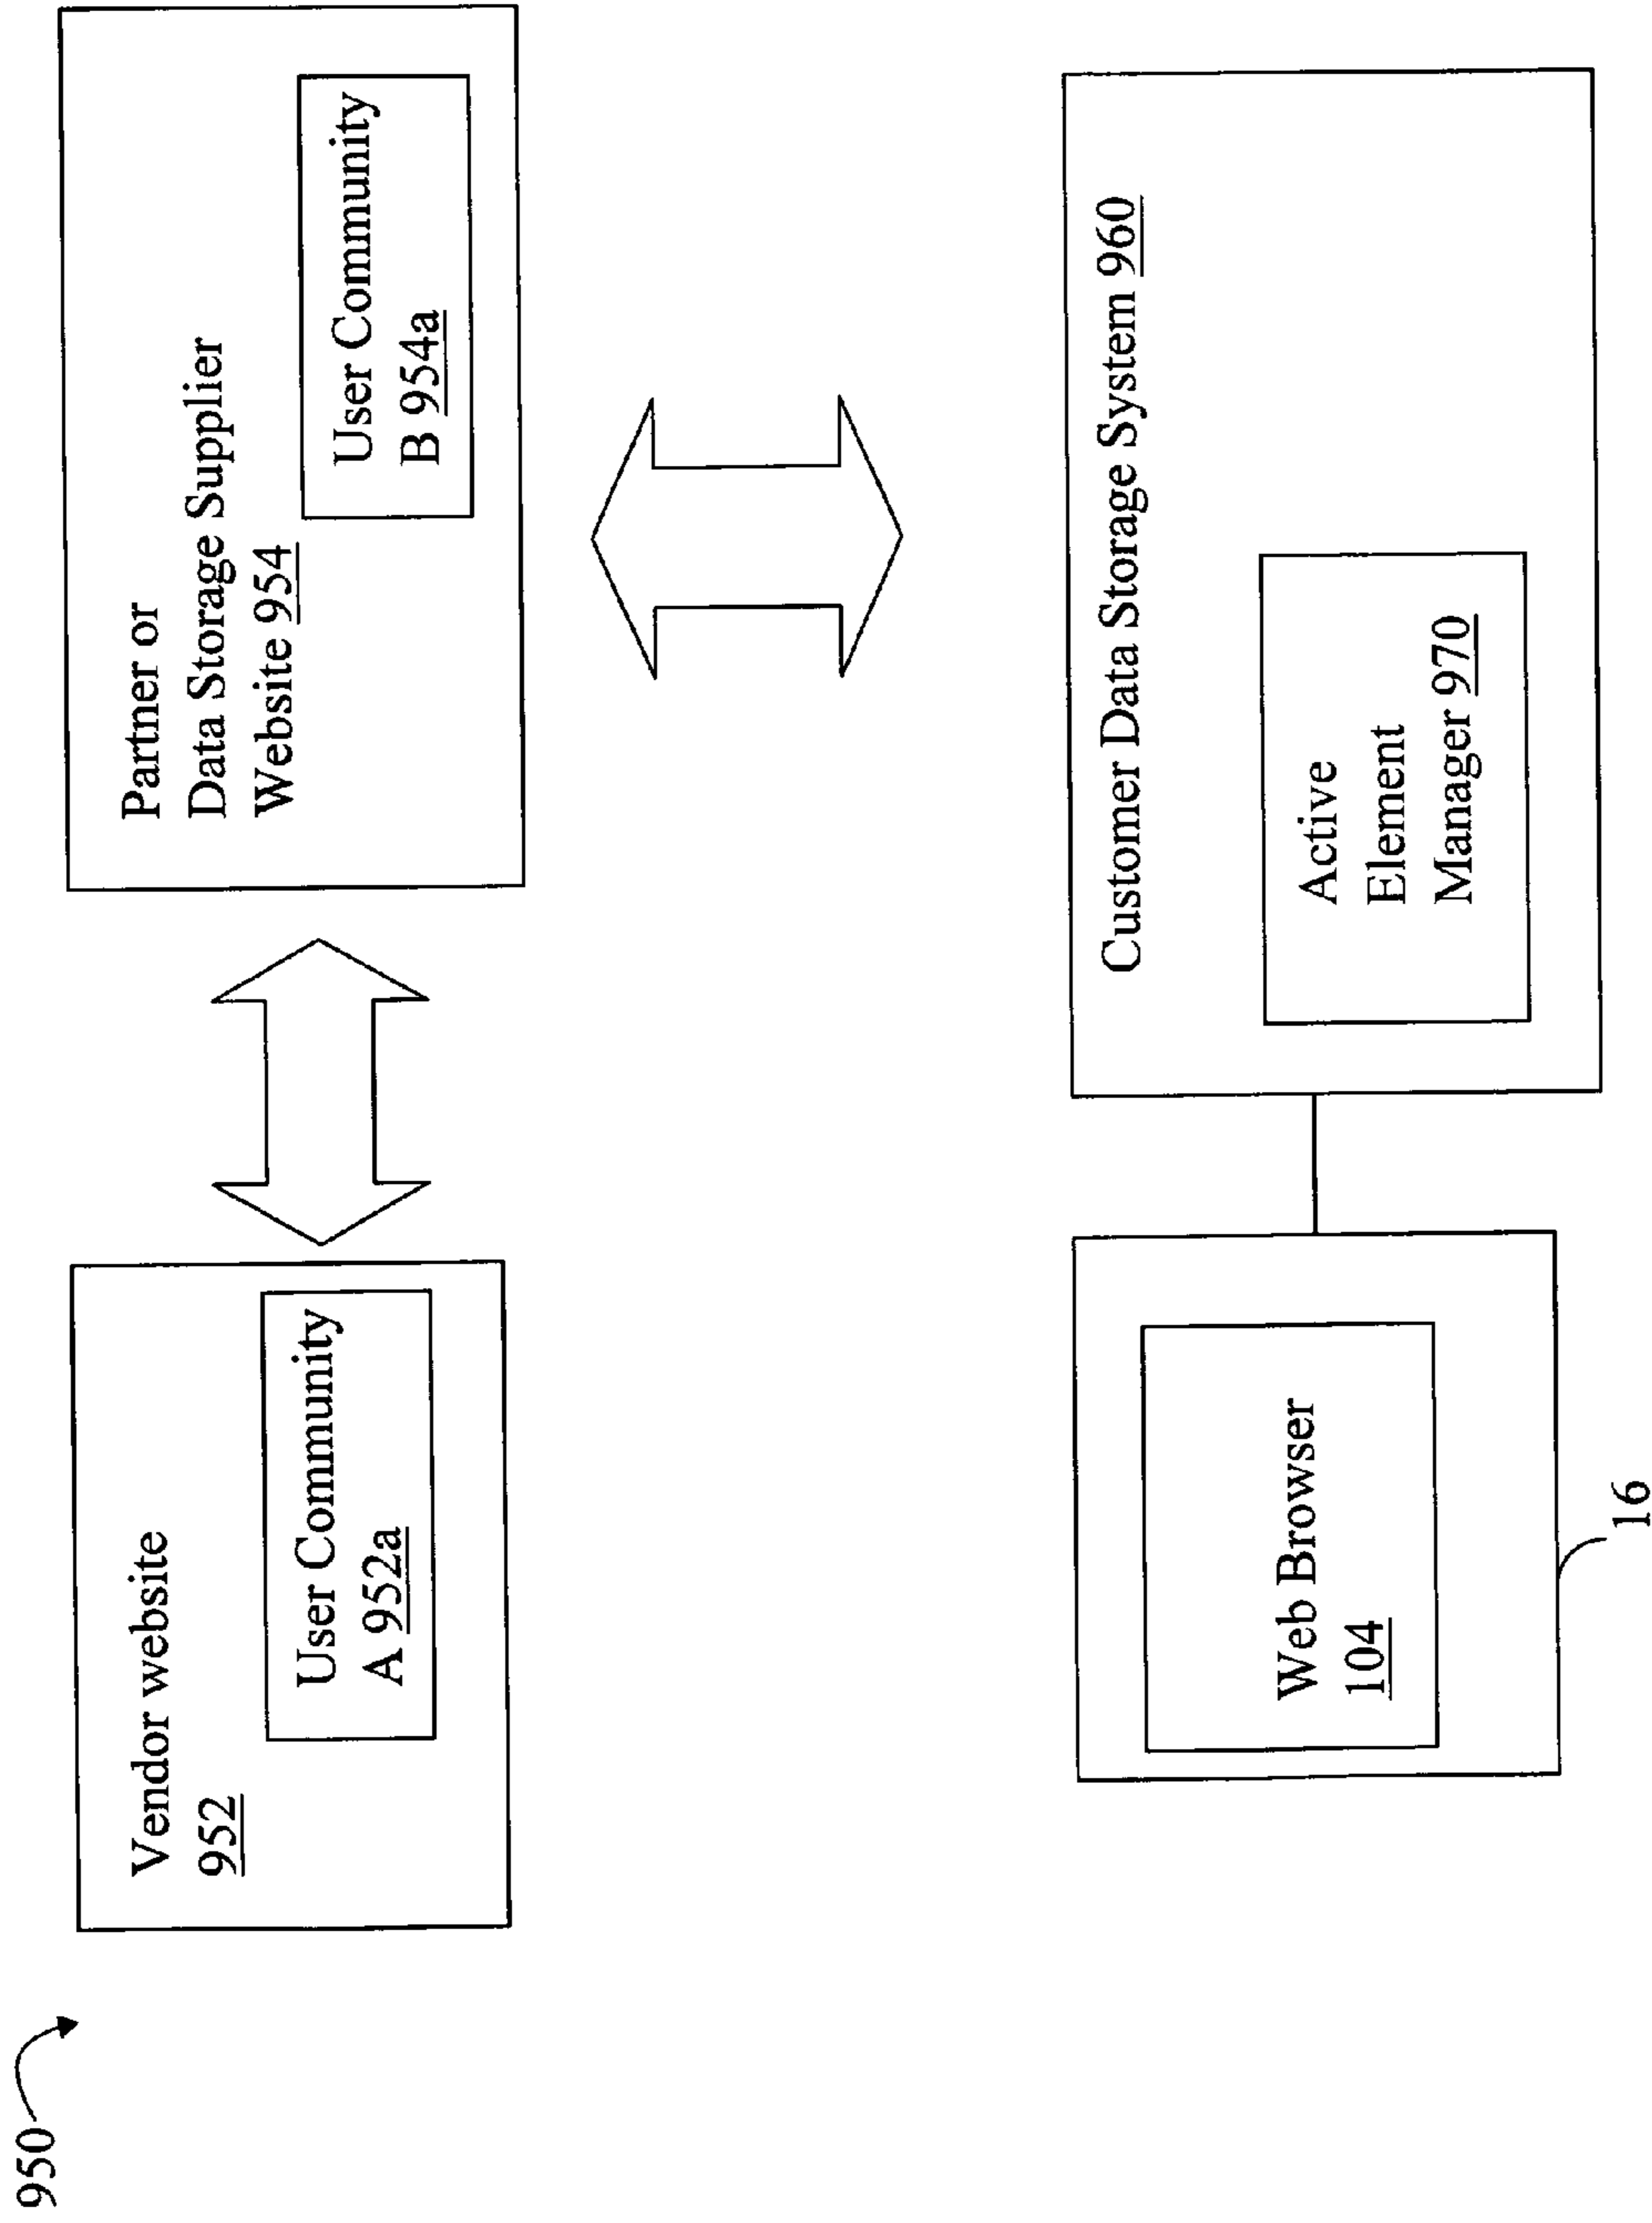 950
Vendor website
952
User Community
A 952a
Partner or
Data Storage Supplier
Website 954
User Community
B 954a
Web Browser
104
16
Customer Data Storage System 960
Active
Element
Manager 970